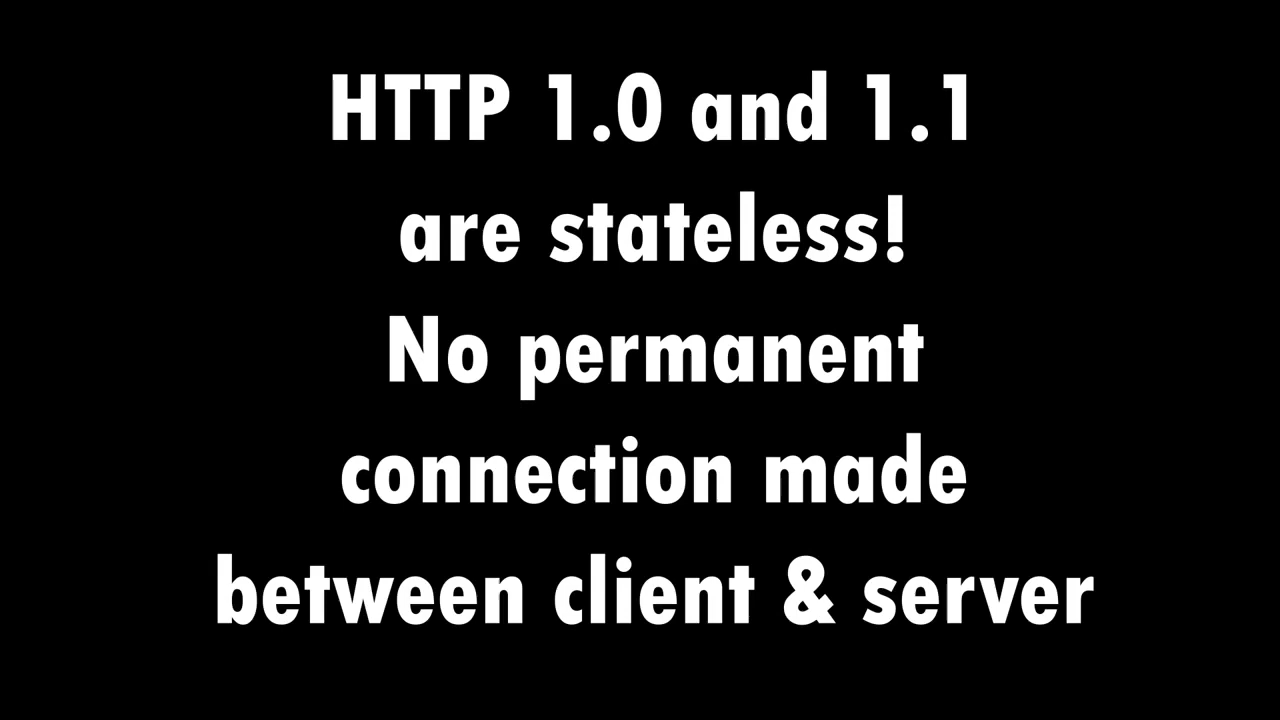 HTTP 1.0 and 1.1
are stateless!
No permanent
connection made
between client & server